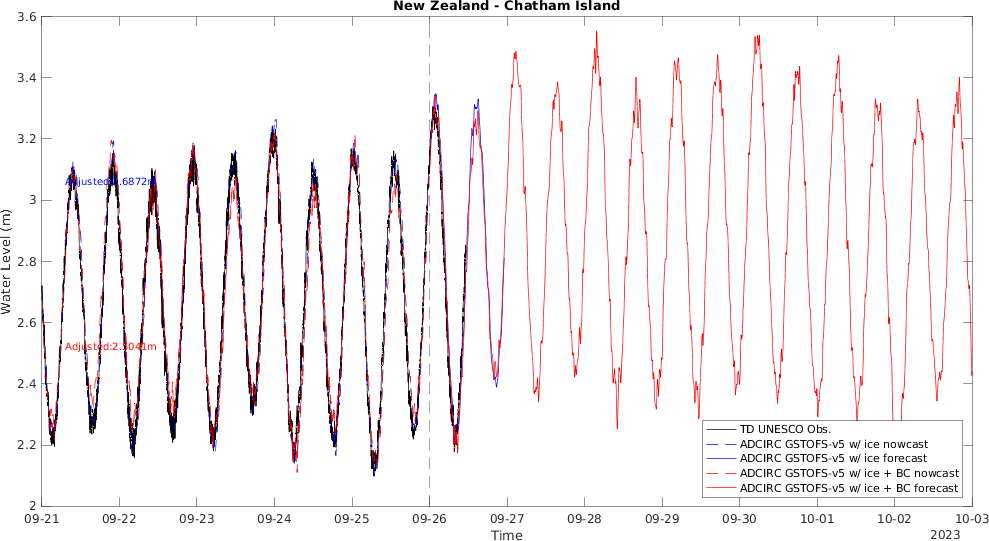 New Zealand - Chatham Island
3.6
3.4
3.2
3
2.8
2.6
2.4
2.2
2
Water Level (m)
09-21
09-22
09-23
09-24
09-25
09-26
09-27
09-28
09-29
09-30
10-01
10-02
10-03
Time
2023
TD UNESCO Obs.
ADCIRC GSTOFS-v5 w/ ice nowcast
ADCIRC GSTOFS-v5 w/ ice forecast
ADCIRC GSTOFS-v5 w/ ice + BC nowcast
ADCIRC GSTOFS-v5 w/ ice + BC forecast